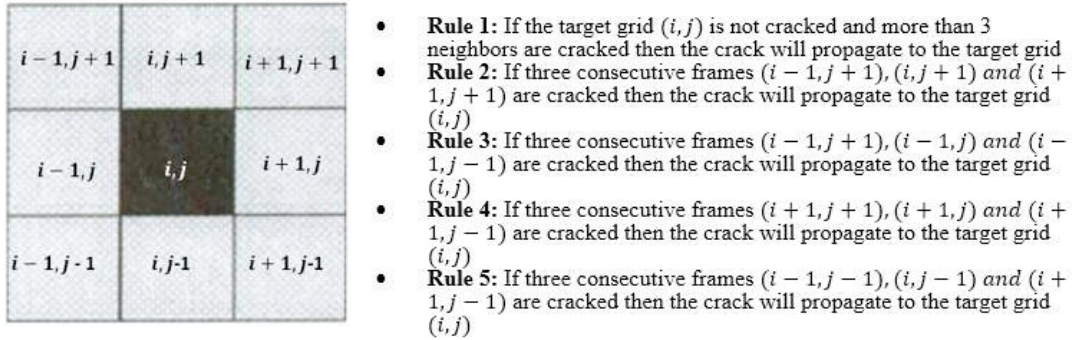 i – 1, j + 1 i, j + 1 i + 1, j + 1
i – 1, j i, j i + 1, j
i – 1, j - 1 i, j-1 i + 1, j-1
• Rule 1: If the target grid (i, j) is not cracked and more than 3
neighbors are cracked then the crack will propagate to the target grid
• Rule 2: If three consecutive frames (i − 1, j + 1), (i, j + 1) and (i +
1, j + 1) are cracked then the crack will propagate to the target grid
(i, j)
• Rule 3: If three consecutive frames (i − 1, j + 1), (i − 1, j) and (i −
1, j − 1) are cracked then the crack will propagate to the target grid
(i, j)
• Rule 4: If three consecutive frames (i + 1, j + 1), (i + 1, j) and (i +
1, j − 1) are cracked then the crack will propagate to the target grid
(i, j)
• Rule 5: If three consecutive frames (i − 1, j − 1), (i, j − 1) and (i +
1, j − 1) are cracked then the crack will propagate to the target grid
(i, j)